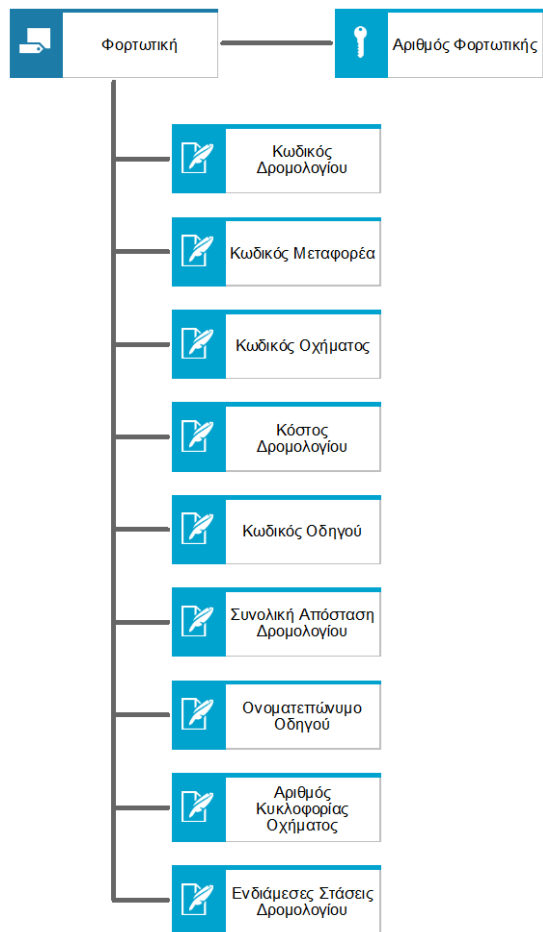 Φορτωτική
Αριθμός Φορτωτικής
Κωδικός
Δρομολογίου
Κωδικός Μεταφορέα
Κωδικός Οχήματος
Κόστος
Δρομολογίου
Κωδικός Οδηγού
Συνολική Απόσταση
Δρομολογίου
Ονοματεπώνυμο
Οδηγού
Αριθμός
Κυκλοφορίας
Οχήματος
Ενδιάμεσες Στάσεις
Δρομολογίου